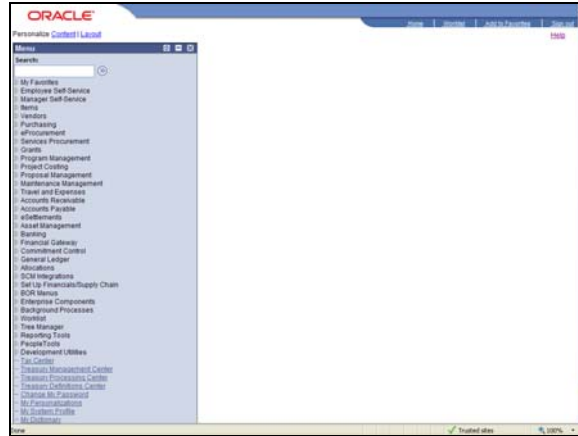 ORACLE
Home | Worklist | Add to Favorites | Sign out
Personalize Content | Layout
Help
Menu
Search:
My Favorites
Employee Self-Service
Manager Self-Service
Items
Vendors
Purchasing
eProcurement
Services Procurement
Grants
Program Management
Project Costing
Proposal Management
Maintenance Management
Travel and Expenses
Accounts Receivable
Accounts Payable
eSettlements
Asset Management
Banking
Financial Gateway
Commitment Control
General Ledger
Allocations
SCM Integrations
Set Up Financials/Supply Chain
BOR Menus
Enterprise Components
Background Processes
Worklist
Tree Manager
Reporting Tools
PeopleTools
Development Utilities
Tax Center
Treasury Management Center
Treasury Processing Center
Treasury Definitions Center
Change My Password
My Personalizations
My System Profile
My Dictionary
Done
Trusted sites
100%